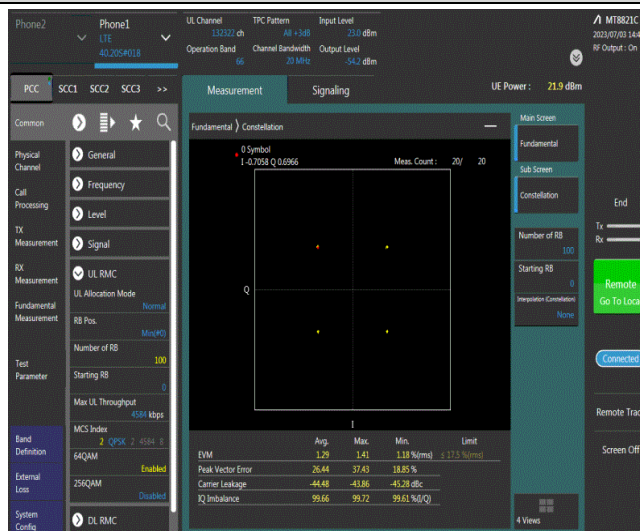 Phone2
Phone1
LTE
40.20S#018
UL Channel
132322 ch
TPC Pattern
All +3dB
Input Level
23.0 dBm
Operation Band
66
Channel Bandwidth
20 MHz
Output Level
-54.2 dBm
MT8821C
2023/07/03 14:4
RF Output : On
PCC
SCC1
SCC2
SCC3
>>
Measurement
Signaling
UE Power : 21.9 dBm
Common
Physical
Channel
Call
Processing
TX
Measurement
RX
Measurement
Fundamental
Measurement
Test
Parameter
Band
Definition
External
Loss
System
Config
General
Frequency
Level
Signal
UL RMC
UL Allocation Mode
Normal
RB Pos.
Min(#0)
Number of RB
100
Starting RB
0
Max UL Throughput
4584 kbps
MCS Index
2 QPSK 2 4584 8
64QAM
Enabled
256QAM
Disabled
DL RMC
Fundamental Constellation
0 Symbol
I -0.7058 Q 0.6966
Meas. Count : 20/ 20
Q
I
Avg. Max. Min. Limit
EVM 1.29 1.41 1.18 %(rms) ≤ 17.5 %(rms)
Peak Vector Error 26.44 37.43 18.85 %
Carrier Leakage -44.48 -43.86 -45.28 dBc
IQ Imbalance 99.66 99.72 99.61 %(I/Q)
Main Screen
Fundamental
Sub Screen
Constellation
Number of RB
100
Starting RB
0
Interpolation (Constellation)
None
4 Views
End
Tx
Rx
Remote
Go To Loca
Connected
Remote Trac
Screen Off